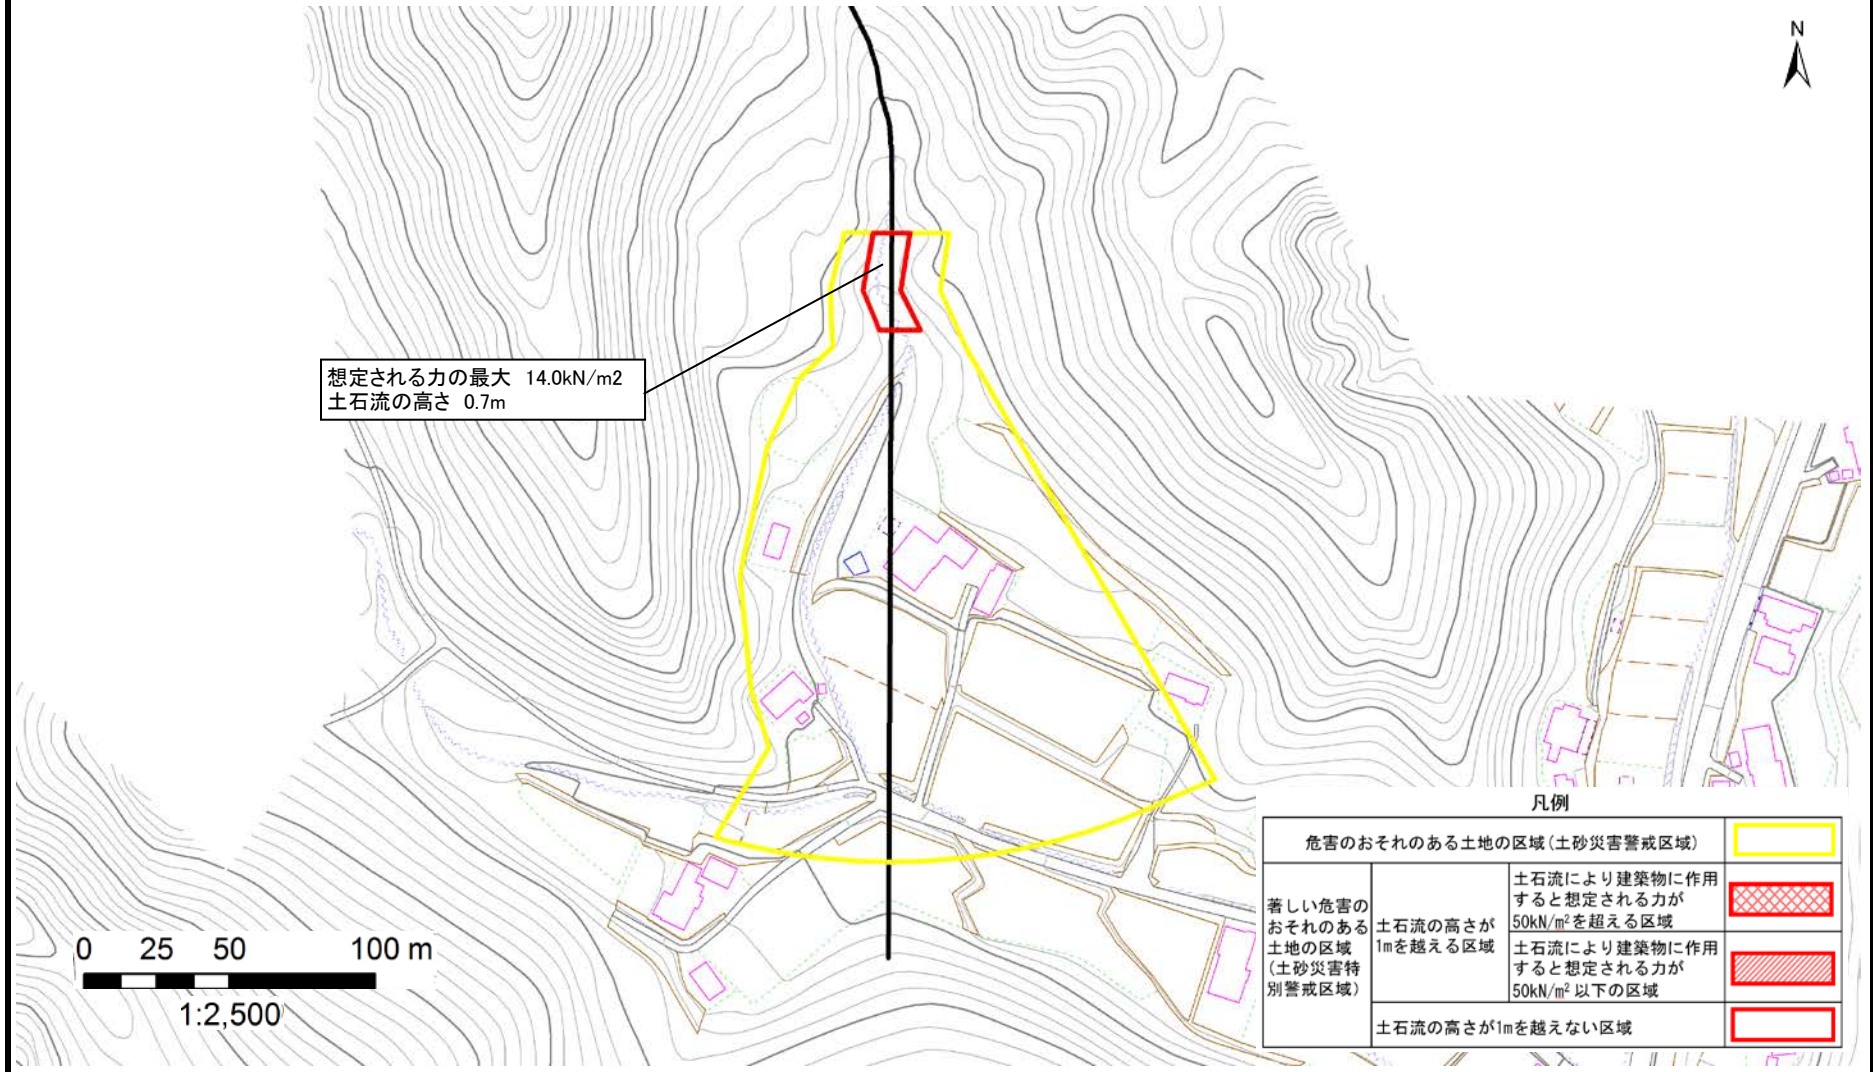 N
想定される力の最大 14.0kN/m2
土石流の高さ 0.7m
0 25 50 100 m
1:2,500
凡例
危害のおそれのある土地の区域(土砂災害警戒区域)
著しい危害の
おそれのある
土地の区域
(土砂災害特
別警戒区域)
土石流の高さが
1mを越える区域
土石流により建築物に作用
すると想定される力が
50kN/m²を超える区域
土石流により建築物に作用
すると想定される力が
50kN/m² 以下の区域
土石流の高さが1mを越えない区域